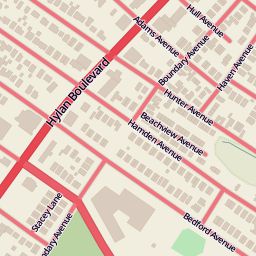 Hull Avenue
Adams Avenue
Boundary Avenue
Haven Avenue
Hylan Boulevard
Hunter Avenue
Beachview Avenue
Hamden Avenue
Stacey Lane
ndary Avenue
Bedford Avenue